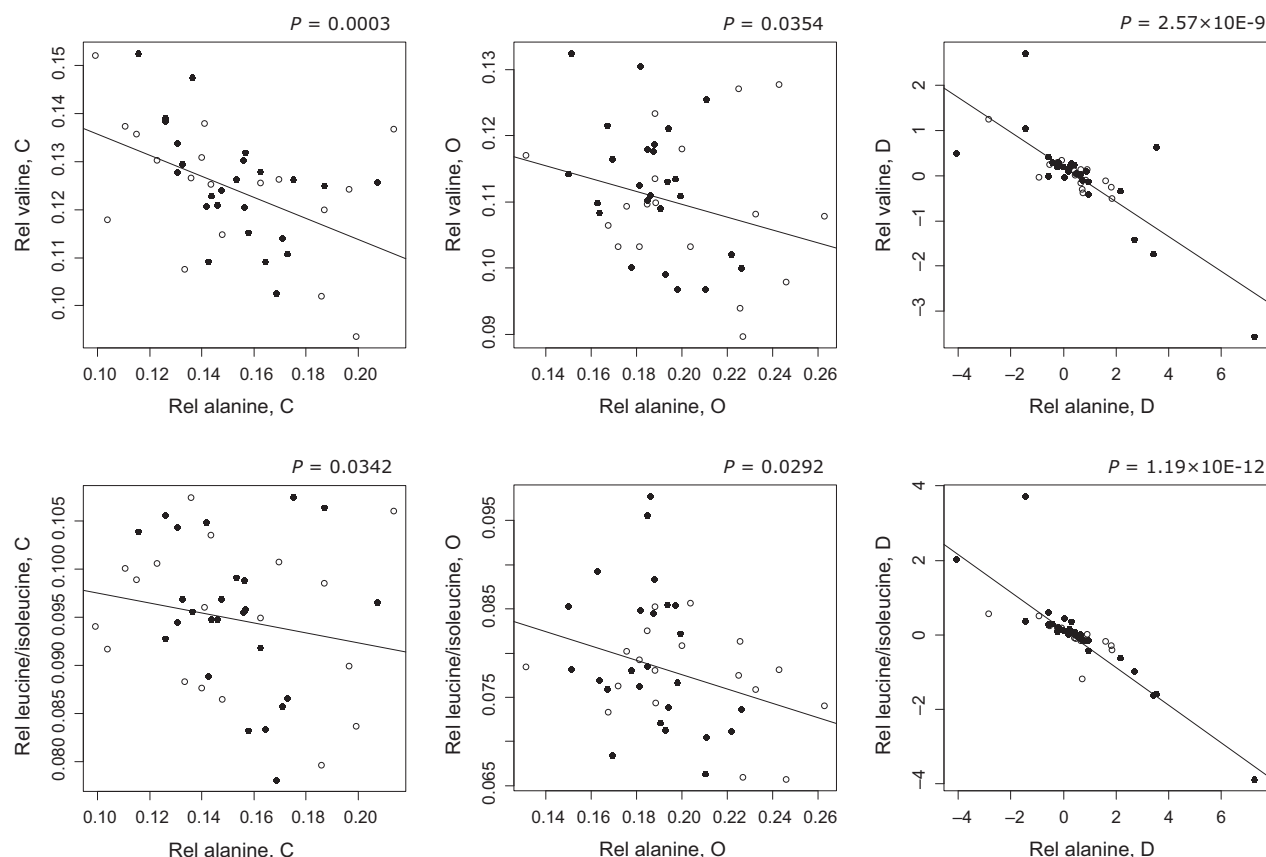 P = 0.0003
Rel valine, C
0.15
0.14
0.13
0.12
0.11
0.10
0.10 0.12 0.14 0.16 0.18 0.20
Rel alanine, C
P = 0.0354
Rel valine, O
0.13
0.12
0.11
0.10
0.09
0.14 0.16 0.18 0.20 0.22 0.24 0.26
Rel alanine, O
P = 2.57×10E-9
Rel valine, D
2
1
0
−1
−2
−3
−4 −2 0 2 4 6
Rel alanine, D
P = 0.0342
Rel leucine/isoleucine, C
0.105
0.100
0.095
0.090
0.085
0.080
0.10 0.12 0.14 0.16 0.18 0.20
Rel alanine, C
P = 0.0292
Rel leucine/isoleucine, O
0.095
0.085
0.075
0.065
0.14 0.16 0.18 0.20 0.22 0.24 0.26
Rel alanine, O
P = 1.19×10E-12
Rel leucine/isoleucine, D
4
2
0
−2
−4
−4 −2 0 2 4 6
Rel alanine, D